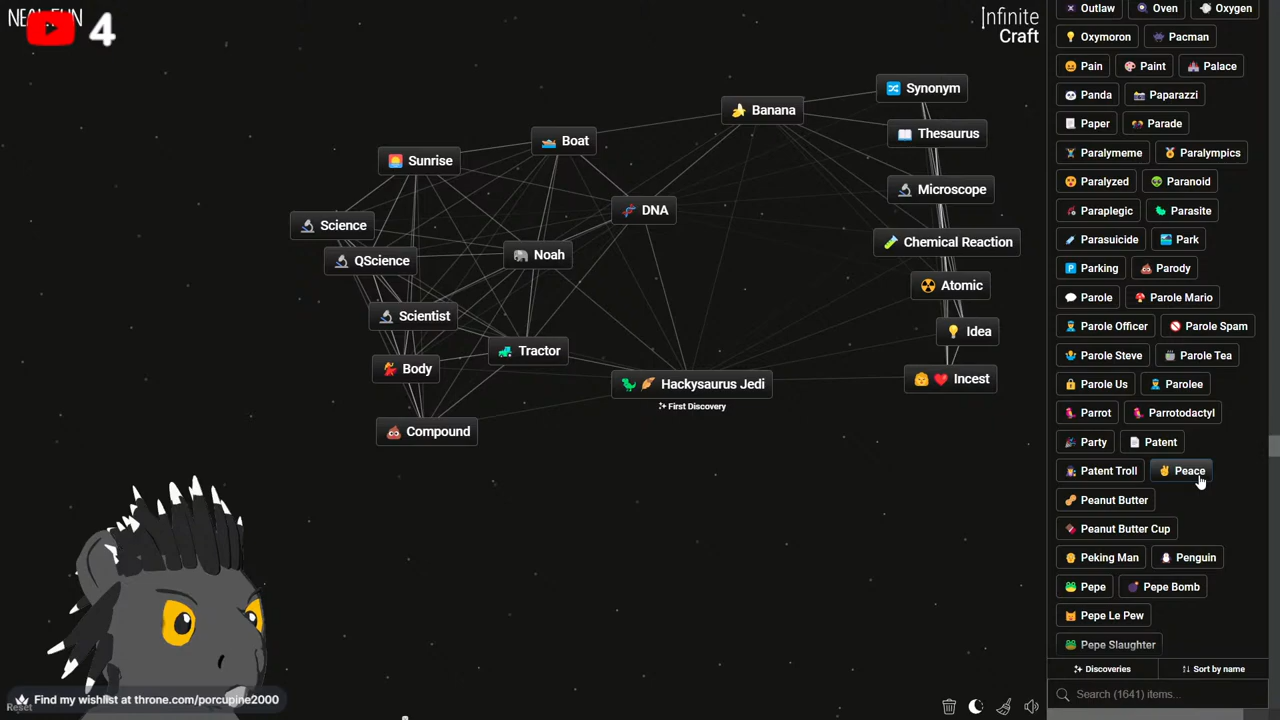 NEAL.FUN
4
Infinite
Craft
Synonym
Banana
Thesaurus
Boat
Sunrise
Microscope
DNA
Science
Chemical Reaction
QScience
Noah
Atomic
Scientist
Idea
Tractor
Body
Hackysaurus Jedi
First Discovery
Incest
Compound
Find my wishlist at throne.com/porcupine2000
Reset
Outlaw Oven Oxygen
Oxymoron Pacman
Pain Paint Palace
Panda Paparazzi
Paper Parade
Paralymeme Paralympics
Paralyzed Paranoid
Paraplegic Parasite
Parasuicide Park
Parking Parody
Parole Parole Mario
Parole Officer Parole Spam
Parole Steve Parole Tea
Parole Us Parolee
Parrot Parrotodactyl
Party Patent
Patent Troll Peace
Peanut Butter
Peanut Butter Cup
Peking Man Penguin
Pepe Pepe Bomb
Pepe Le Pew
Pepe Slaughter
Discoveries Sort by name
Search (1641) items...